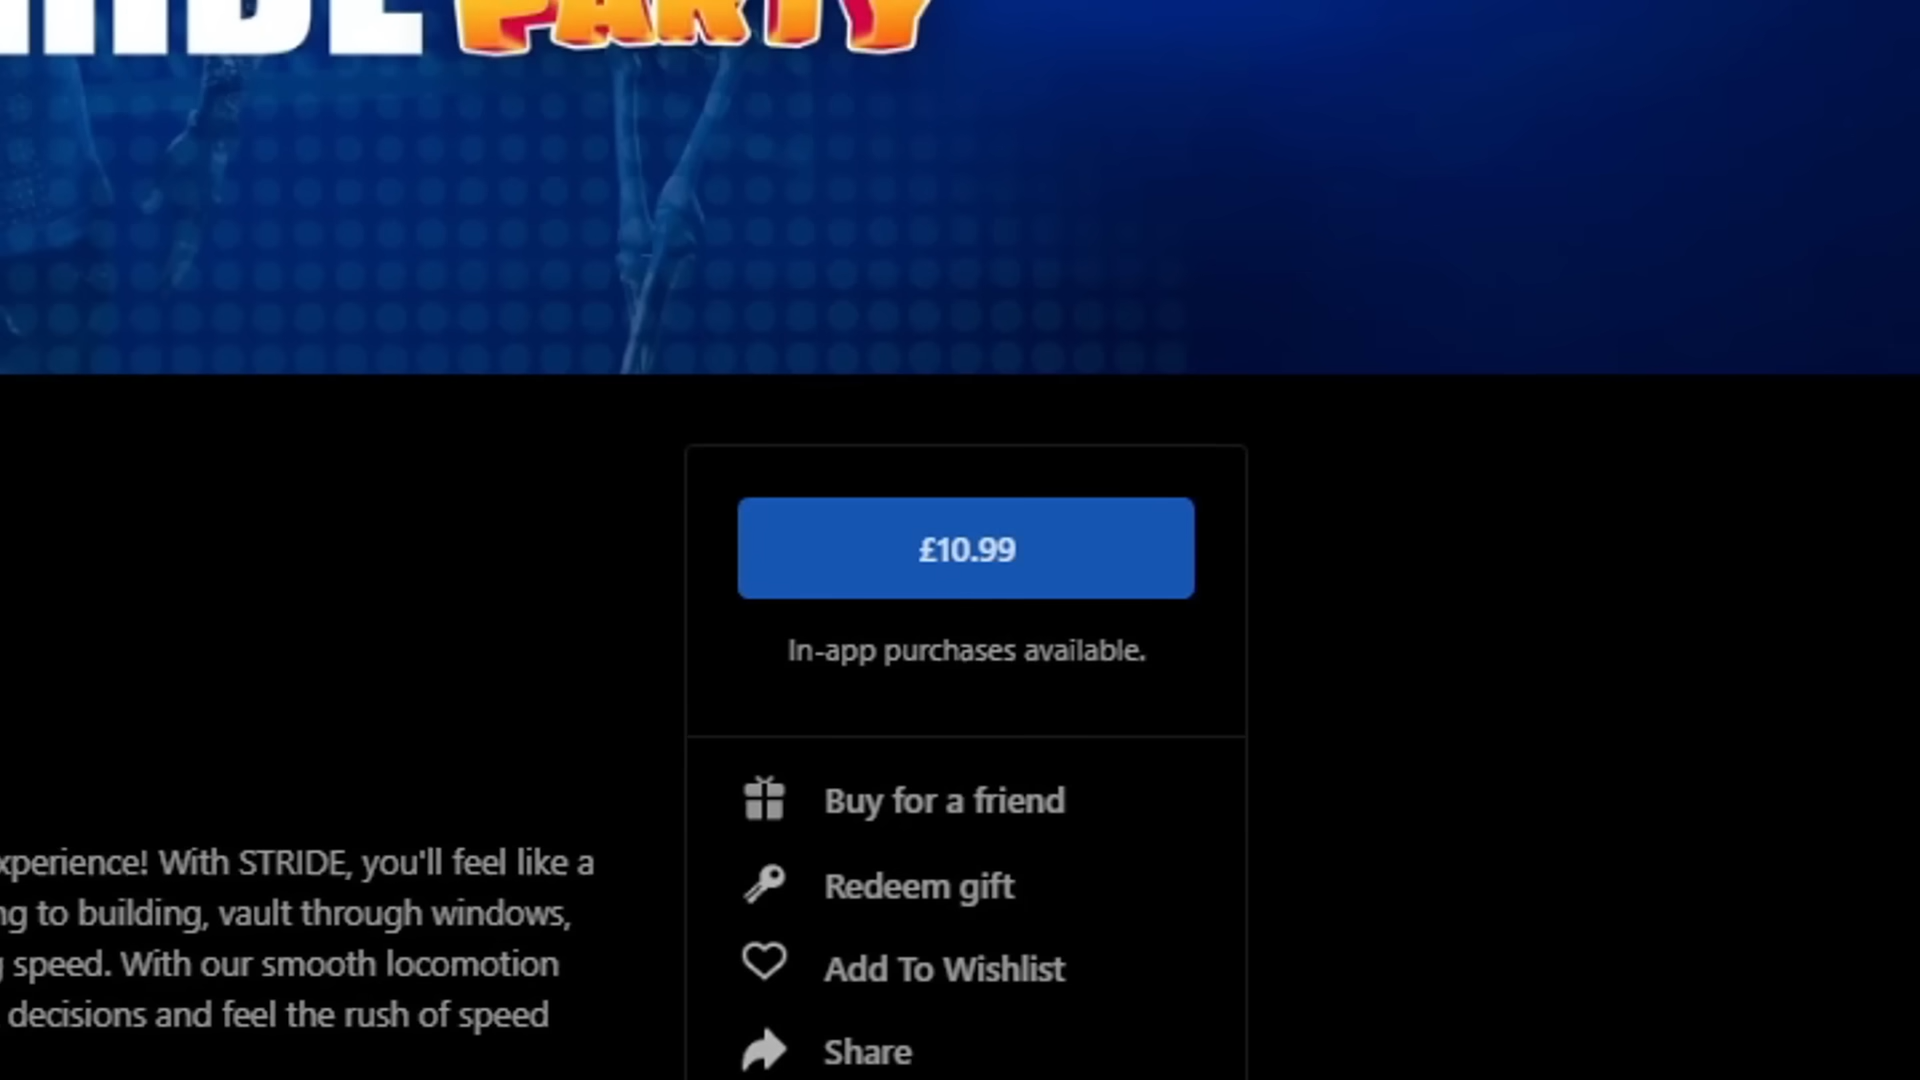 PARTY
£10.99
In-app purchases available.
Buy for a friend
Redeem gift
Add To Wishlist
Share
xperience! With STRIDE, you'll feel like a
ng to building, vault through windows,
speed. With our smooth locomotion
decisions and feel the rush of speed